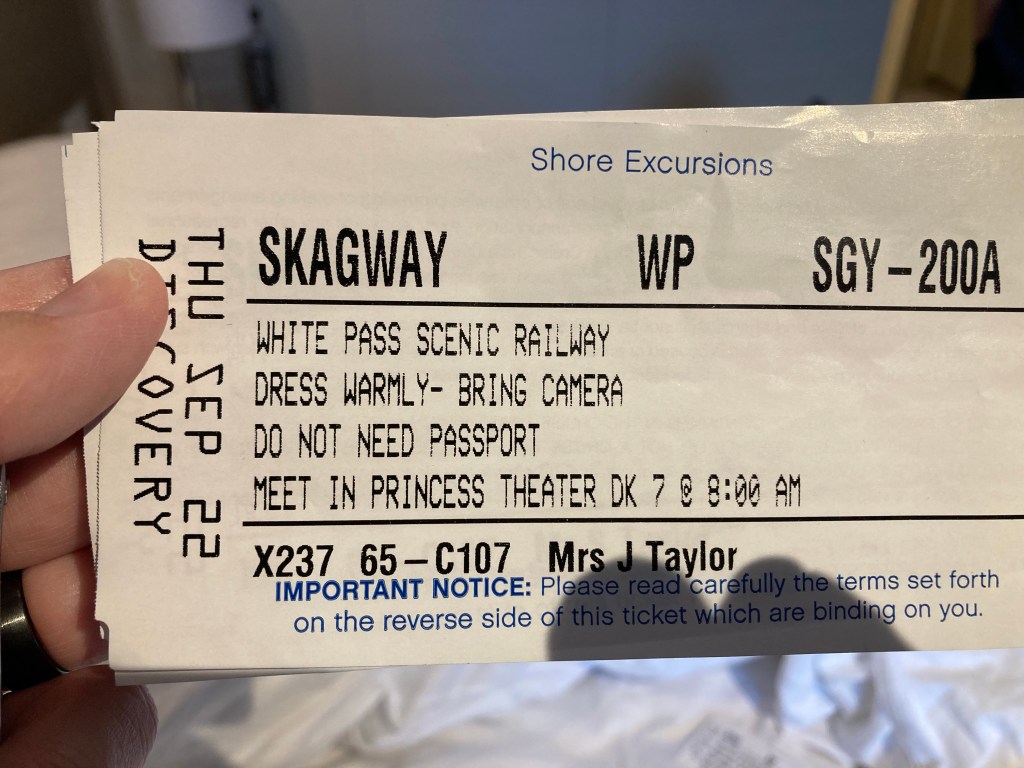 Shore Excursions
THU SEP 22
DISCOVERY
SKAGWAY WP SGY-200A
WHITE PASS SCENIC RAILWAY
DRESS WARMLY- BRING CAMERA
DO NOT NEED PASSPORT
MEET IN PRINCESS THEATER DK 7 @ 8:00 AM
X237 65-C107 Mrs J Taylor
IMPORTANT NOTICE: Please read carefully the terms set forth
on the reverse side of this ticket which are binding on you.